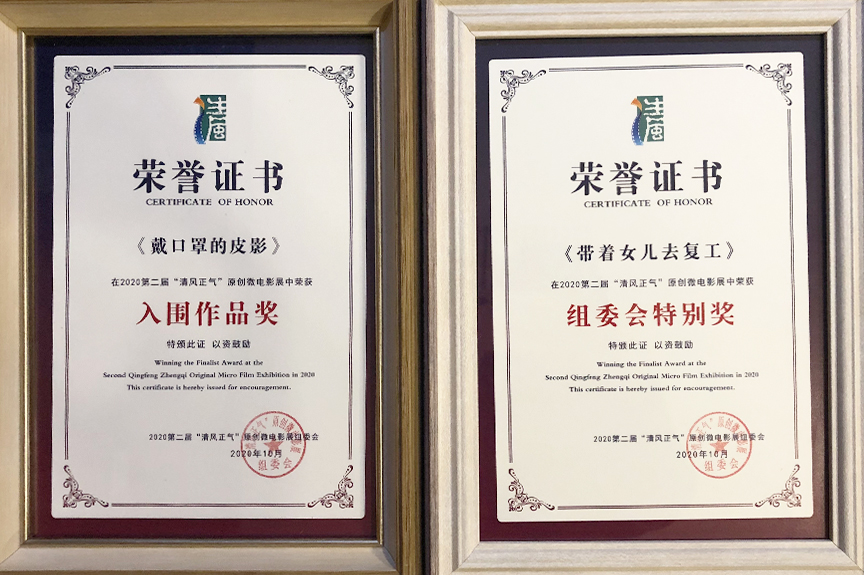 荣誉证书
CERTIFICATE OF HONOR
《戴口罩的皮影》
在2020第二届“清风正气”原创微电影展中荣获
入围作品奖
特颁此证 以资鼓励
Winning the Finalist Award at the
Second Qingfeng Zhengqi Original Micro Film Exhibition in 2020
This certificate is hereby issued for encouragement.
2020第二届“清风正气”原创微电影展组委会
2020年10月
组委会
荣誉证书
CERTIFICATE OF HONOR
《带着女儿去复工》
在2020第二届“清风正气”原创微电影展中荣获
组委会特别奖
特颁此证 以资鼓励
Winning the Finalist Award at the
Second Qingfeng Zhengqi Original Micro Film Exhibition in 2020
This certificate is hereby issued for encouragement.
2020第二届“清风正气”原创微电影展组委会
2020年10月
组委会